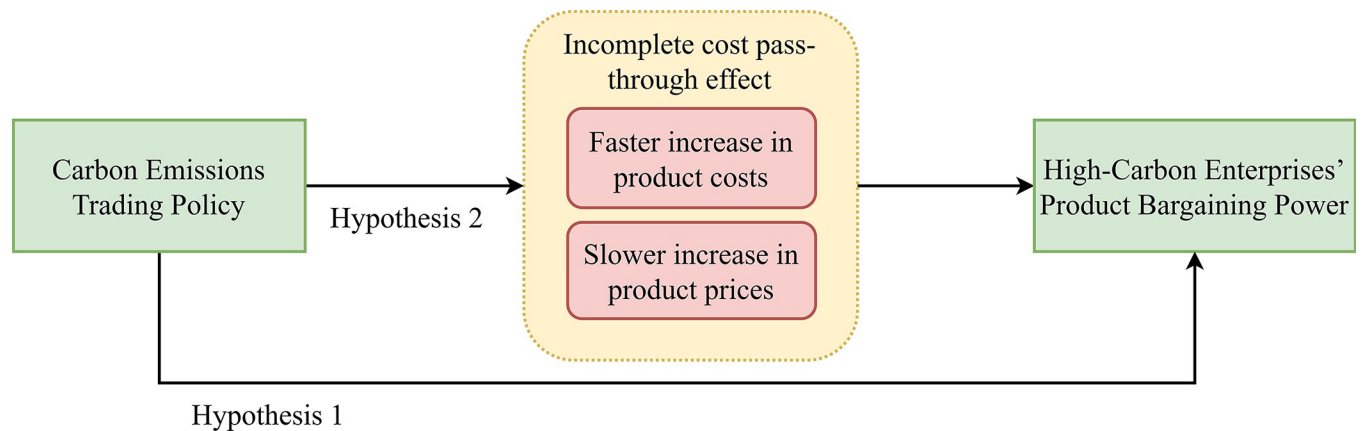 Carbon Emissions
Trading Policy
Hypothesis 2
Incomplete cost pass-
through effect
Faster increase in
product costs
Slower increase in
product prices
High-Carbon Enterprises’
Product Bargaining Power
Hypothesis 1